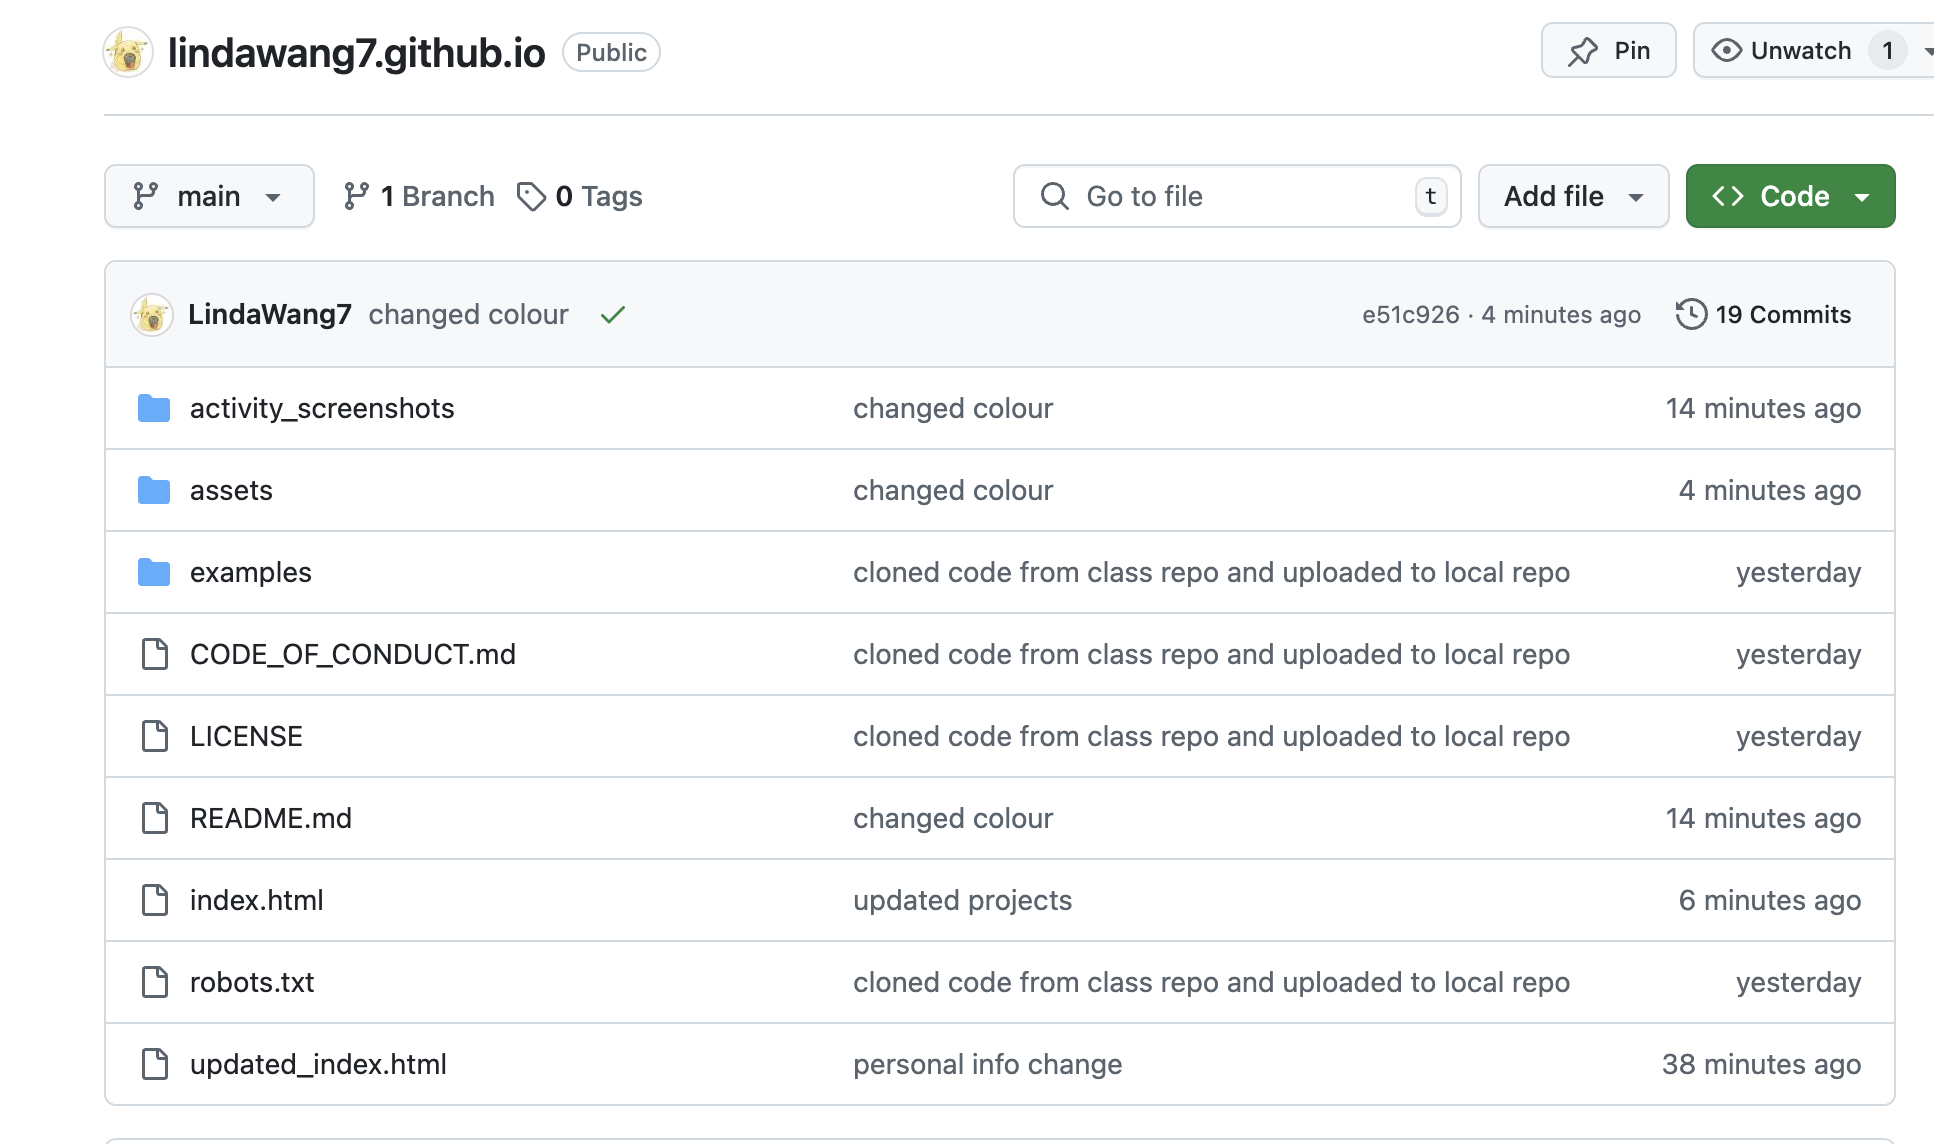 lindawang7.github.io Public Pin Unwatch 1
main 1 Branch 0 Tags Go to file t Add file Code
LindaWang7 changed colour e51c926 · 4 minutes ago 19 Commits
activity_screenshots changed colour 14 minutes ago
assets changed colour 4 minutes ago
examples cloned code from class repo and uploaded to local repo yesterday
CODE_OF_CONDUCT.md cloned code from class repo and uploaded to local repo yesterday
LICENSE cloned code from class repo and uploaded to local repo yesterday
README.md changed colour 14 minutes ago
index.html updated projects 6 minutes ago
robots.txt cloned code from class repo and uploaded to local repo yesterday
updated_index.html personal info change 38 minutes ago